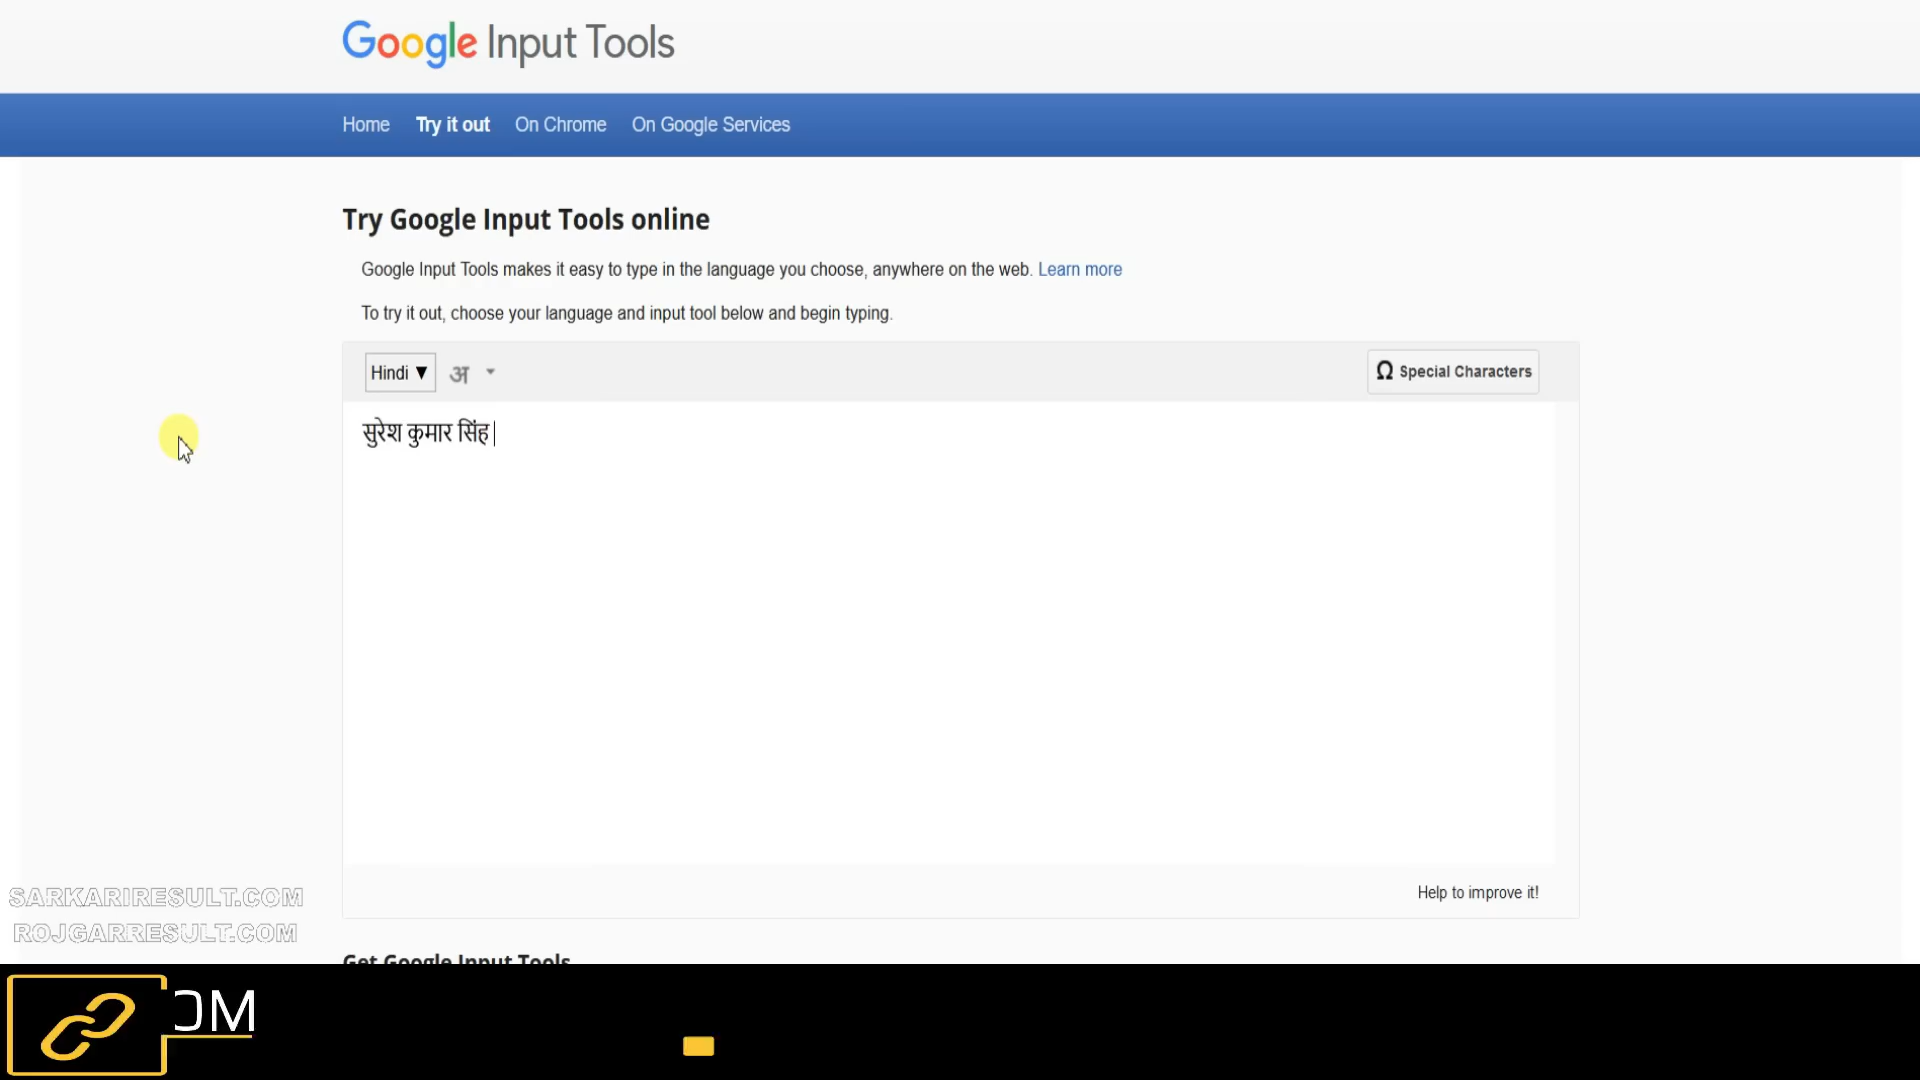 Google Input Tools
Home Try it out On Chrome On Google Services
Try Google Input Tools online
Google Input Tools makes it easy to type in the language you choose, anywhere on the web. Learn more
To try it out, choose your language and input tool below and begin typing.
Hindi ▼ अ Ω Special Characters
सुरेश कुमार सिंह
Help to improve it!
SARKARIRESULT.COM
ROJGARRESULT.COM
Get Google Input Tools